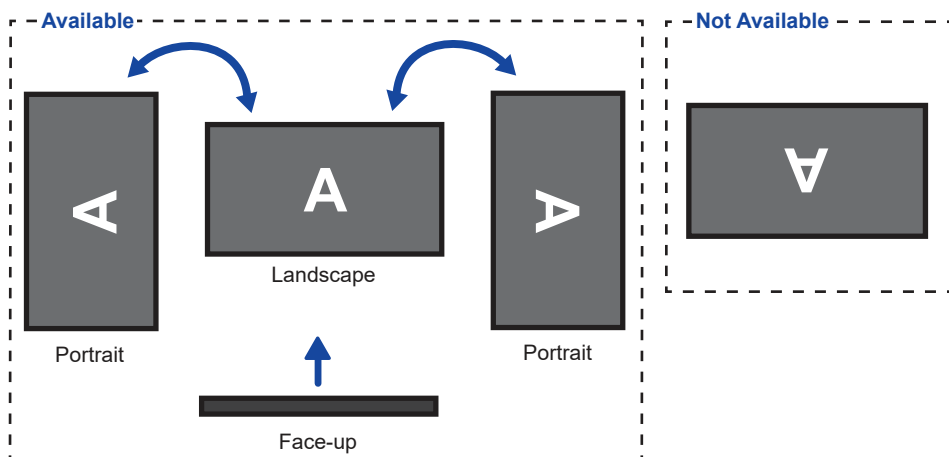 Available
Not Available
A
A
A
A
Landscape
Portrait
Portrait
Face-up